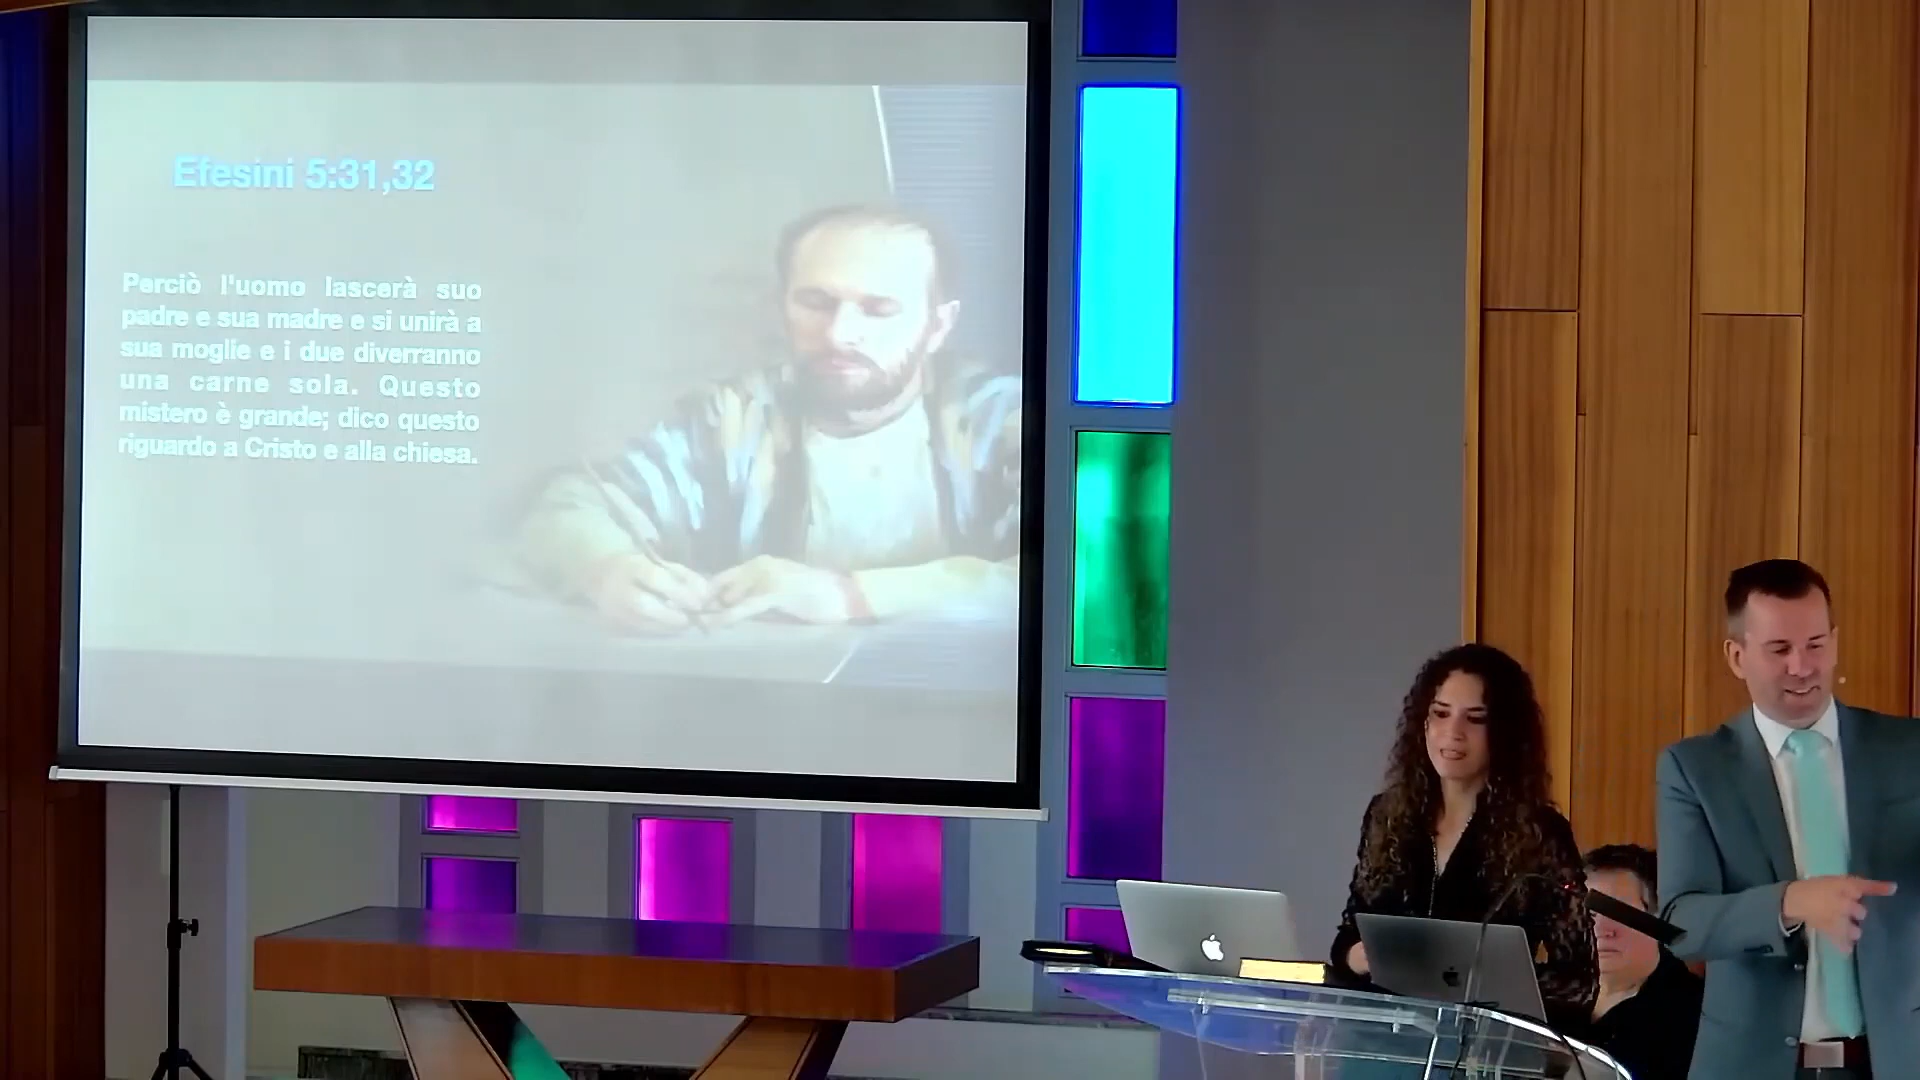 Efesini 5:31,32
Perciò l'uomo lascerà suo
padre e sua madre e si unirà a
sua moglie e i due diverranno
una carne sola. Questo
mistero è grande; dico questo
riguardo a Cristo e alla chiesa.